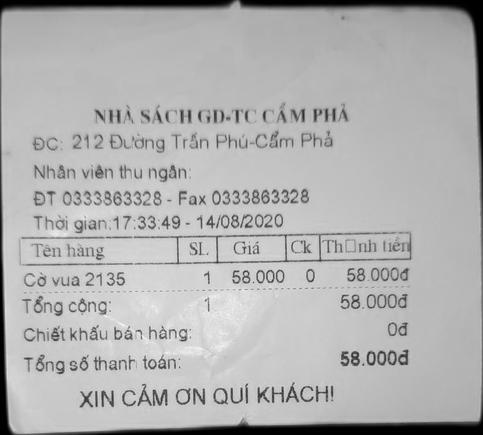 NHÀ SÁCH GD-TC CẨM PHẢ
ĐC: 212 Đường Trần Phú-Cẩm Phả
Nhân viên thu ngân:
ĐT 0333863328 - Fax 0333863328
Thời gian:17:33:49 - 14/08/2020
Tên hàng SL Giá Ck Th□nh tiền
Cờ vua 2135 1 58.000 0 58.000đ
Tổng cộng: 1 58.000đ
Chiết khấu bán hàng: 0đ
Tổng số thanh toán: 58.000đ
XIN CẢM ƠN QUÍ KHÁCH!